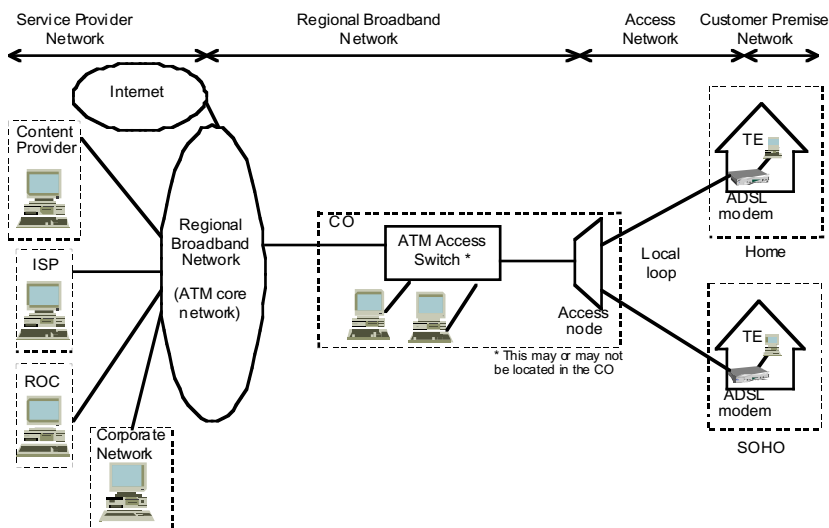 Service Provider
Network
Regional Broadband
Network
Access
Network
Customer Premise
Network
Internet
Content
Provider
ISP
ROC
Corporate
Network
Regional
Broadband
Network
(ATM core
network)
CO
ATM Access
Switch *
Access
node
* This may or may not
be located in the CO
Local
loop
TE
ADSL
modem
Home
TE
ADSL
modem
SOHO